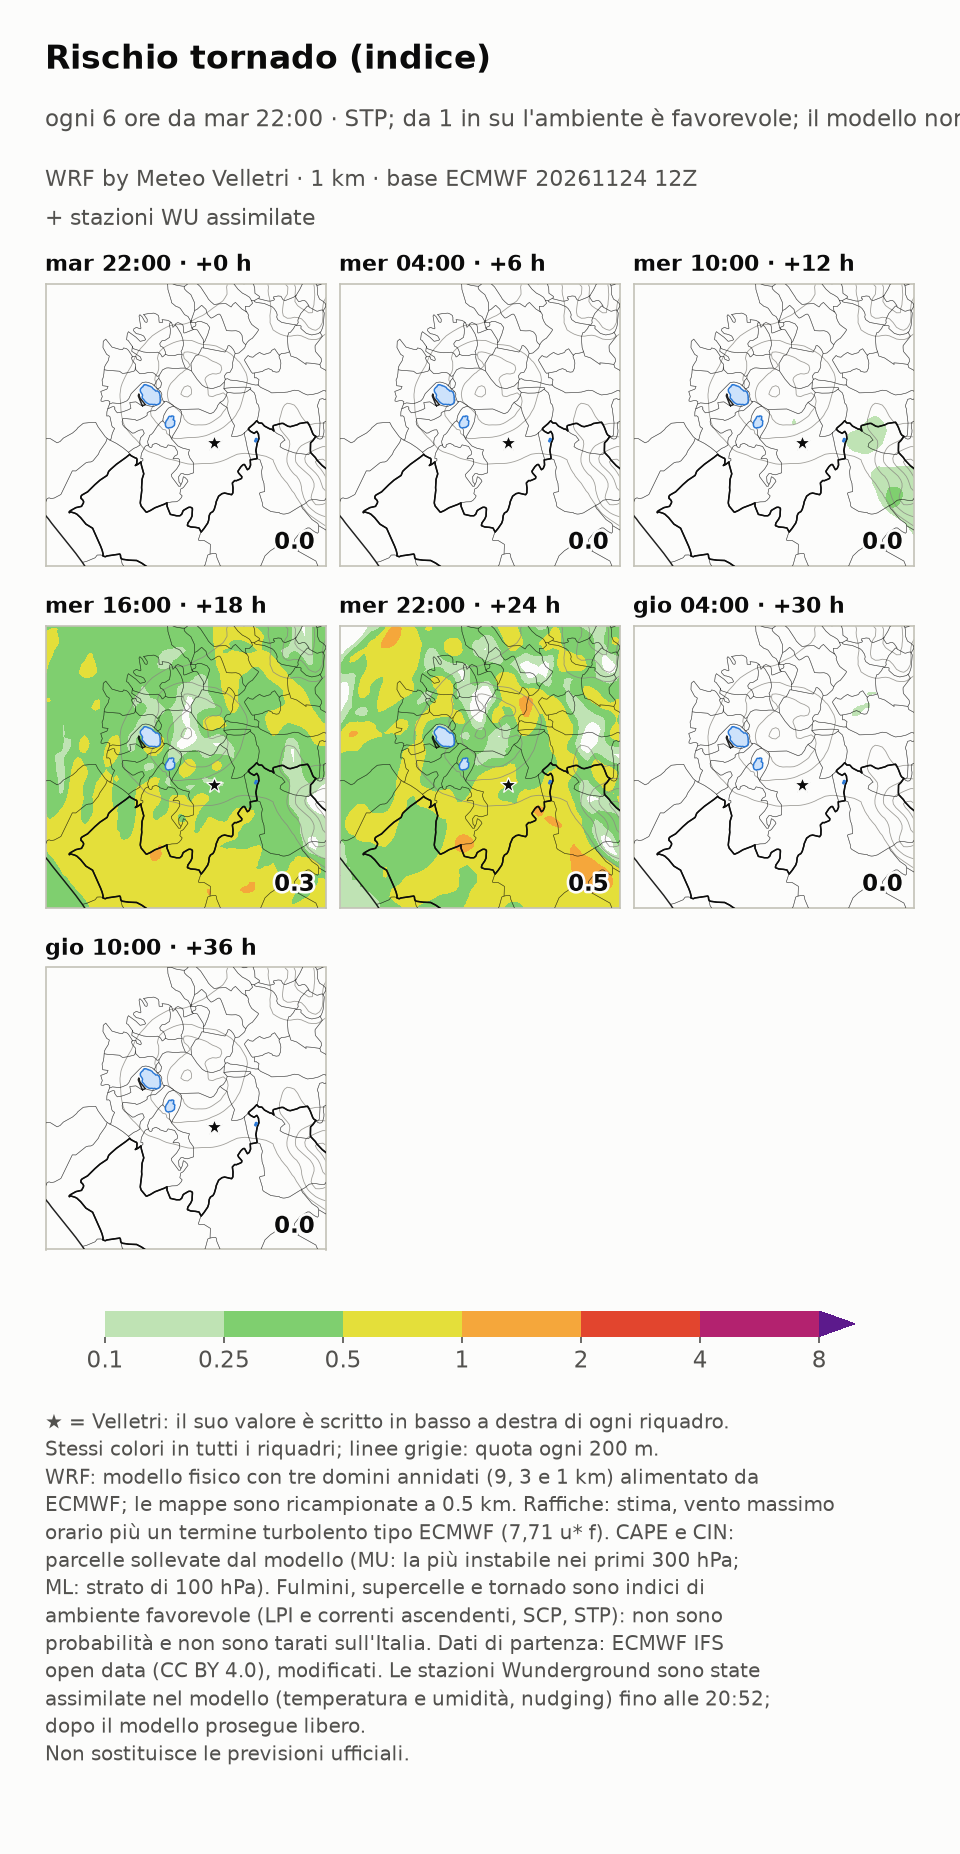 Rischio tornado (indice)
ogni 6 ore da mar 22:00 · STP; da 1 in su l'ambiente è favorevole; il modello
WRF by Meteo Velletri · 1 km · base ECMWF 20261124 12Z
+ stazioni WU assimilate
mar 22:00 · +0 h
mer 04:00 · +6 h
mer 10:00 · +12 h
0.0
0.0
0.0
mer 16:00 · +18 h
mer 22:00 · +24 h
gio 04:00 · +30 h
0.3
0.5
0.0
gio 10:00 · +36 h
0.0
0.1 0.25 0.5 1 2 4 8
★ = Velletri: il suo valore è scritto in basso a destra di ogni riquadro.
Stessi colori in tutti i riquadri; linee grigie: quota ogni 200 m.
WRF: modello fisico con tre domini annidati (9, 3 e 1 km) alimentato da
ECMWF; le mappe sono ricampionate a 0.5 km. Raffiche: stima, vento massimo
orario più un termine turbolento tipo ECMWF (7,71 u* f). CAPE e CIN:
parcelle sollevate dal modello (MU: la più instabile nei primi 300 hPa;
ML: strato di 100 hPa). Fulmini, supercelle e tornado sono indici di
ambiente favorevole (LPI e correnti ascendenti, SCP, STP): non sono
probabilità e non sono tarati sull'Italia. Dati di partenza: ECMWF IFS
open data (CC BY 4.0), modificati. Le stazioni Wunderground sono state
assimilate nel modello (temperatura e umidità, nudging) fino alle 20:52;
dopo il modello prosegue libero.
Non sostituisce le previsioni ufficiali.